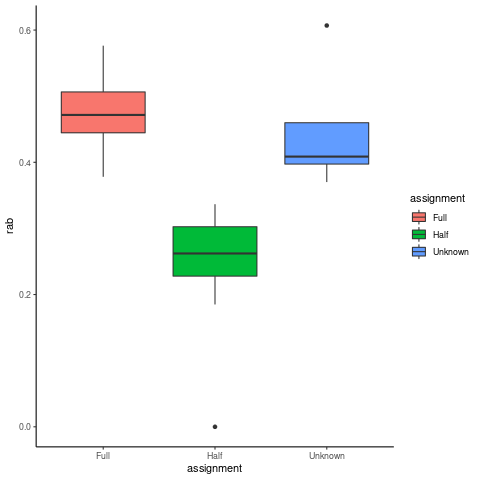 0.6
0.4
0.2
0.0
rab
Full
Half
Unknown
assignment
assignment
Full
Half
Unknown